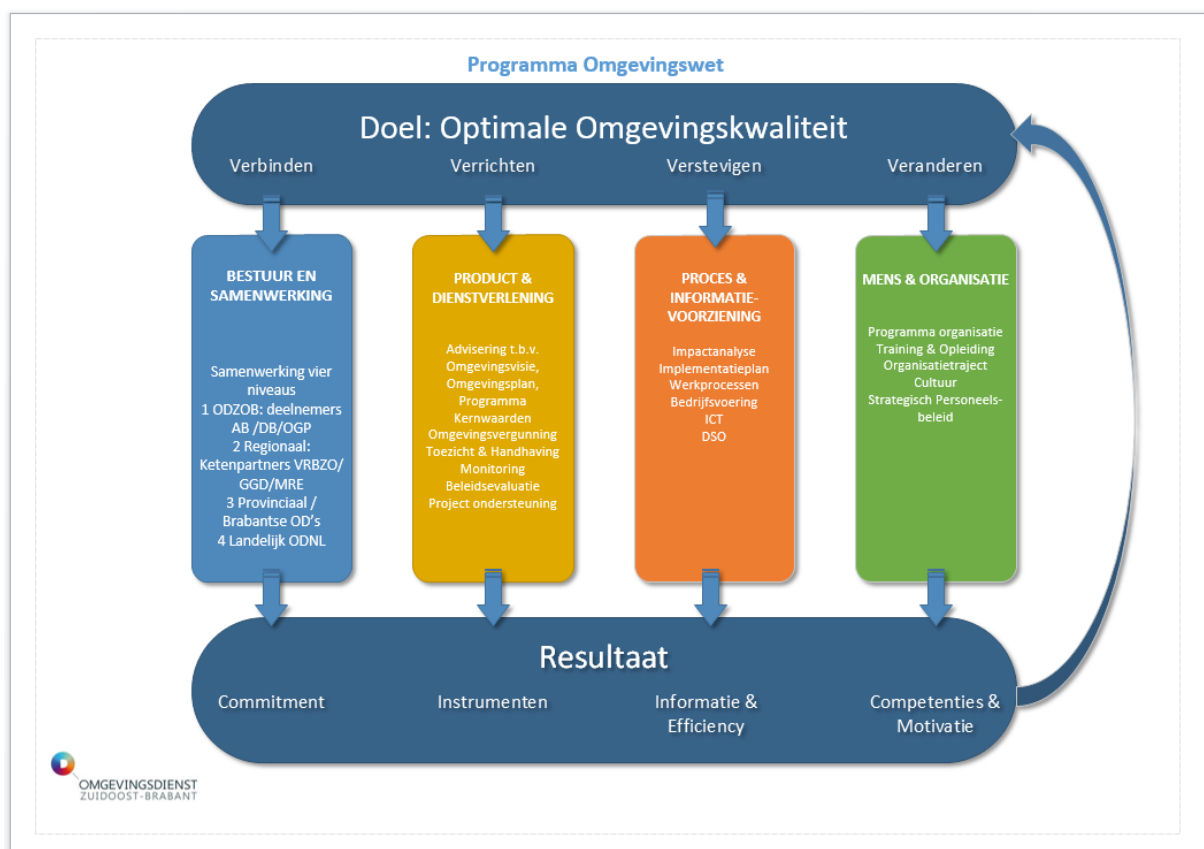 Programma Omgevingswet
Doel: Optimale Omgevingskwaliteit
Verbinden
Verrichten
Verstevigen
Veranderen
BESTUUR EN
SAMENWERKING
Samenwerking vier
niveaus
1 ODZOB: deelnemers
AB /DB/OGP
2 Regionaal:
Ketenpartners VRBZO/
GGD/MRE
3 Provinciaal /
Brabantse OD's
4 Landelijk ODNL
PRODUCT &
DIENSTVERLENING
Advisering t.b.v.
Omgevingsvisie,
Omgevingsplan,
Programma
Kernwaarden
Omgevingsvergunning
Toezicht & Handhaving
Monitoring
Beleidsevaluatie
Project ondersteuning
PROCES &
INFORMATIE-
VOORZIENING
Impactanalyse
Implementatieplan
Werkprocessen
Bedrijfsvoering
ICT
DSO
MENS & ORGANISATIE
Programma organisatie
Training & Opleiding
Organisatietraject
Cultuur
Strategisch Personeels-
beleid
Resultaat
Commitment
Instrumenten
Informatie &
Efficiency
Competenties &
Motivatie
OMGEVINGSDIENST
ZUIDOOST-BRABANT